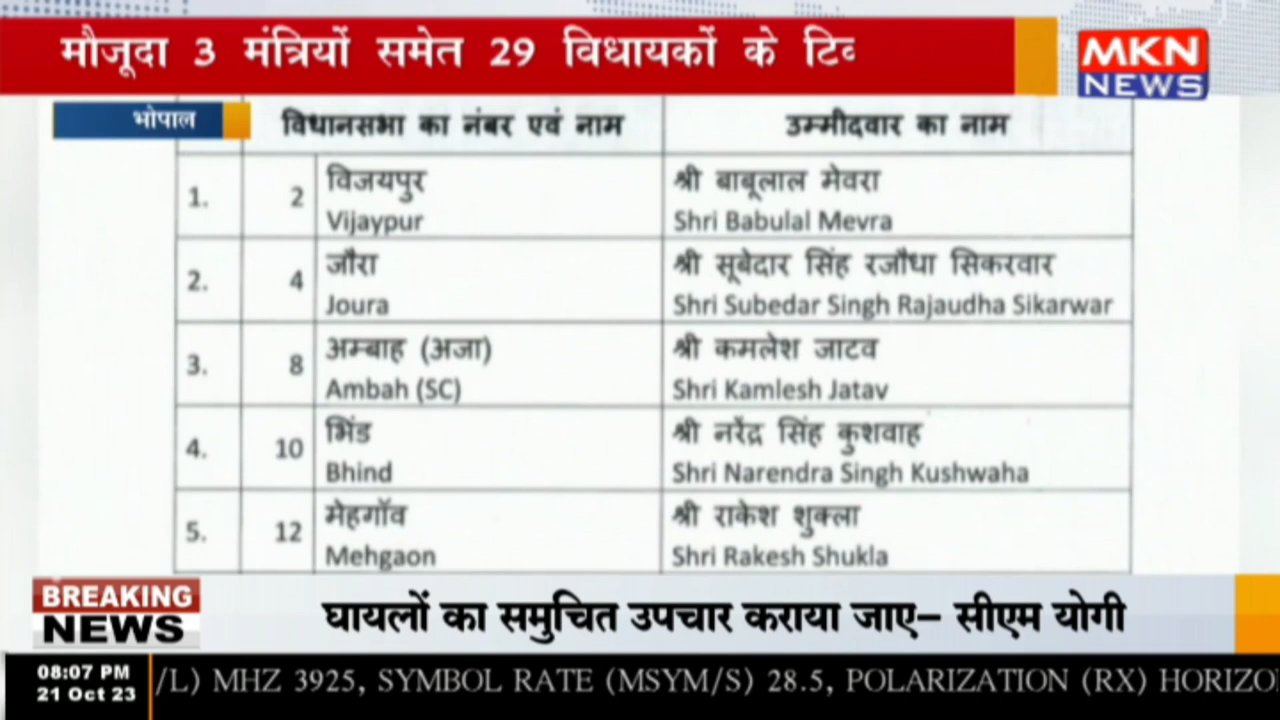 मौजूदा 3 मंत्रियों समेत 29 विधायकों के
MKN
NEWS
भोपाल
विधानसभा का नंबर एवं नाम उम्मीदवार का नाम
1. 2 विजयपुर श्री बाबूलाल मेवरा
Vijaypur Shri Babulal Mevra
2. 4 जौरा श्री सूबेदार सिंह रजौधा सिकरवार
Joura Shri Subedar Singh Rajaudha Sikarwar
3. 8 अम्बाह (अजा) श्री कमलेश जाटव
Ambah (SC) Shri Kamlesh Jatav
4. 10 भिंड श्री नरेंद्र सिंह कुशवाह
Bhind Shri Narendra Singh Kushwaha
5. 12 मेहगॉव श्री राकेश शुक्ला
Mehgaon Shri Rakesh Shukla
BREAKING
NEWS
घायलों का समुचित उपचार कराया जाए– सीएम योगी
08:07 PM
21 Oct 23
/L) MHZ 3925, SYMBOL RATE (MSYM/S) 28.5, POLARIZATION (RX) HORIZO